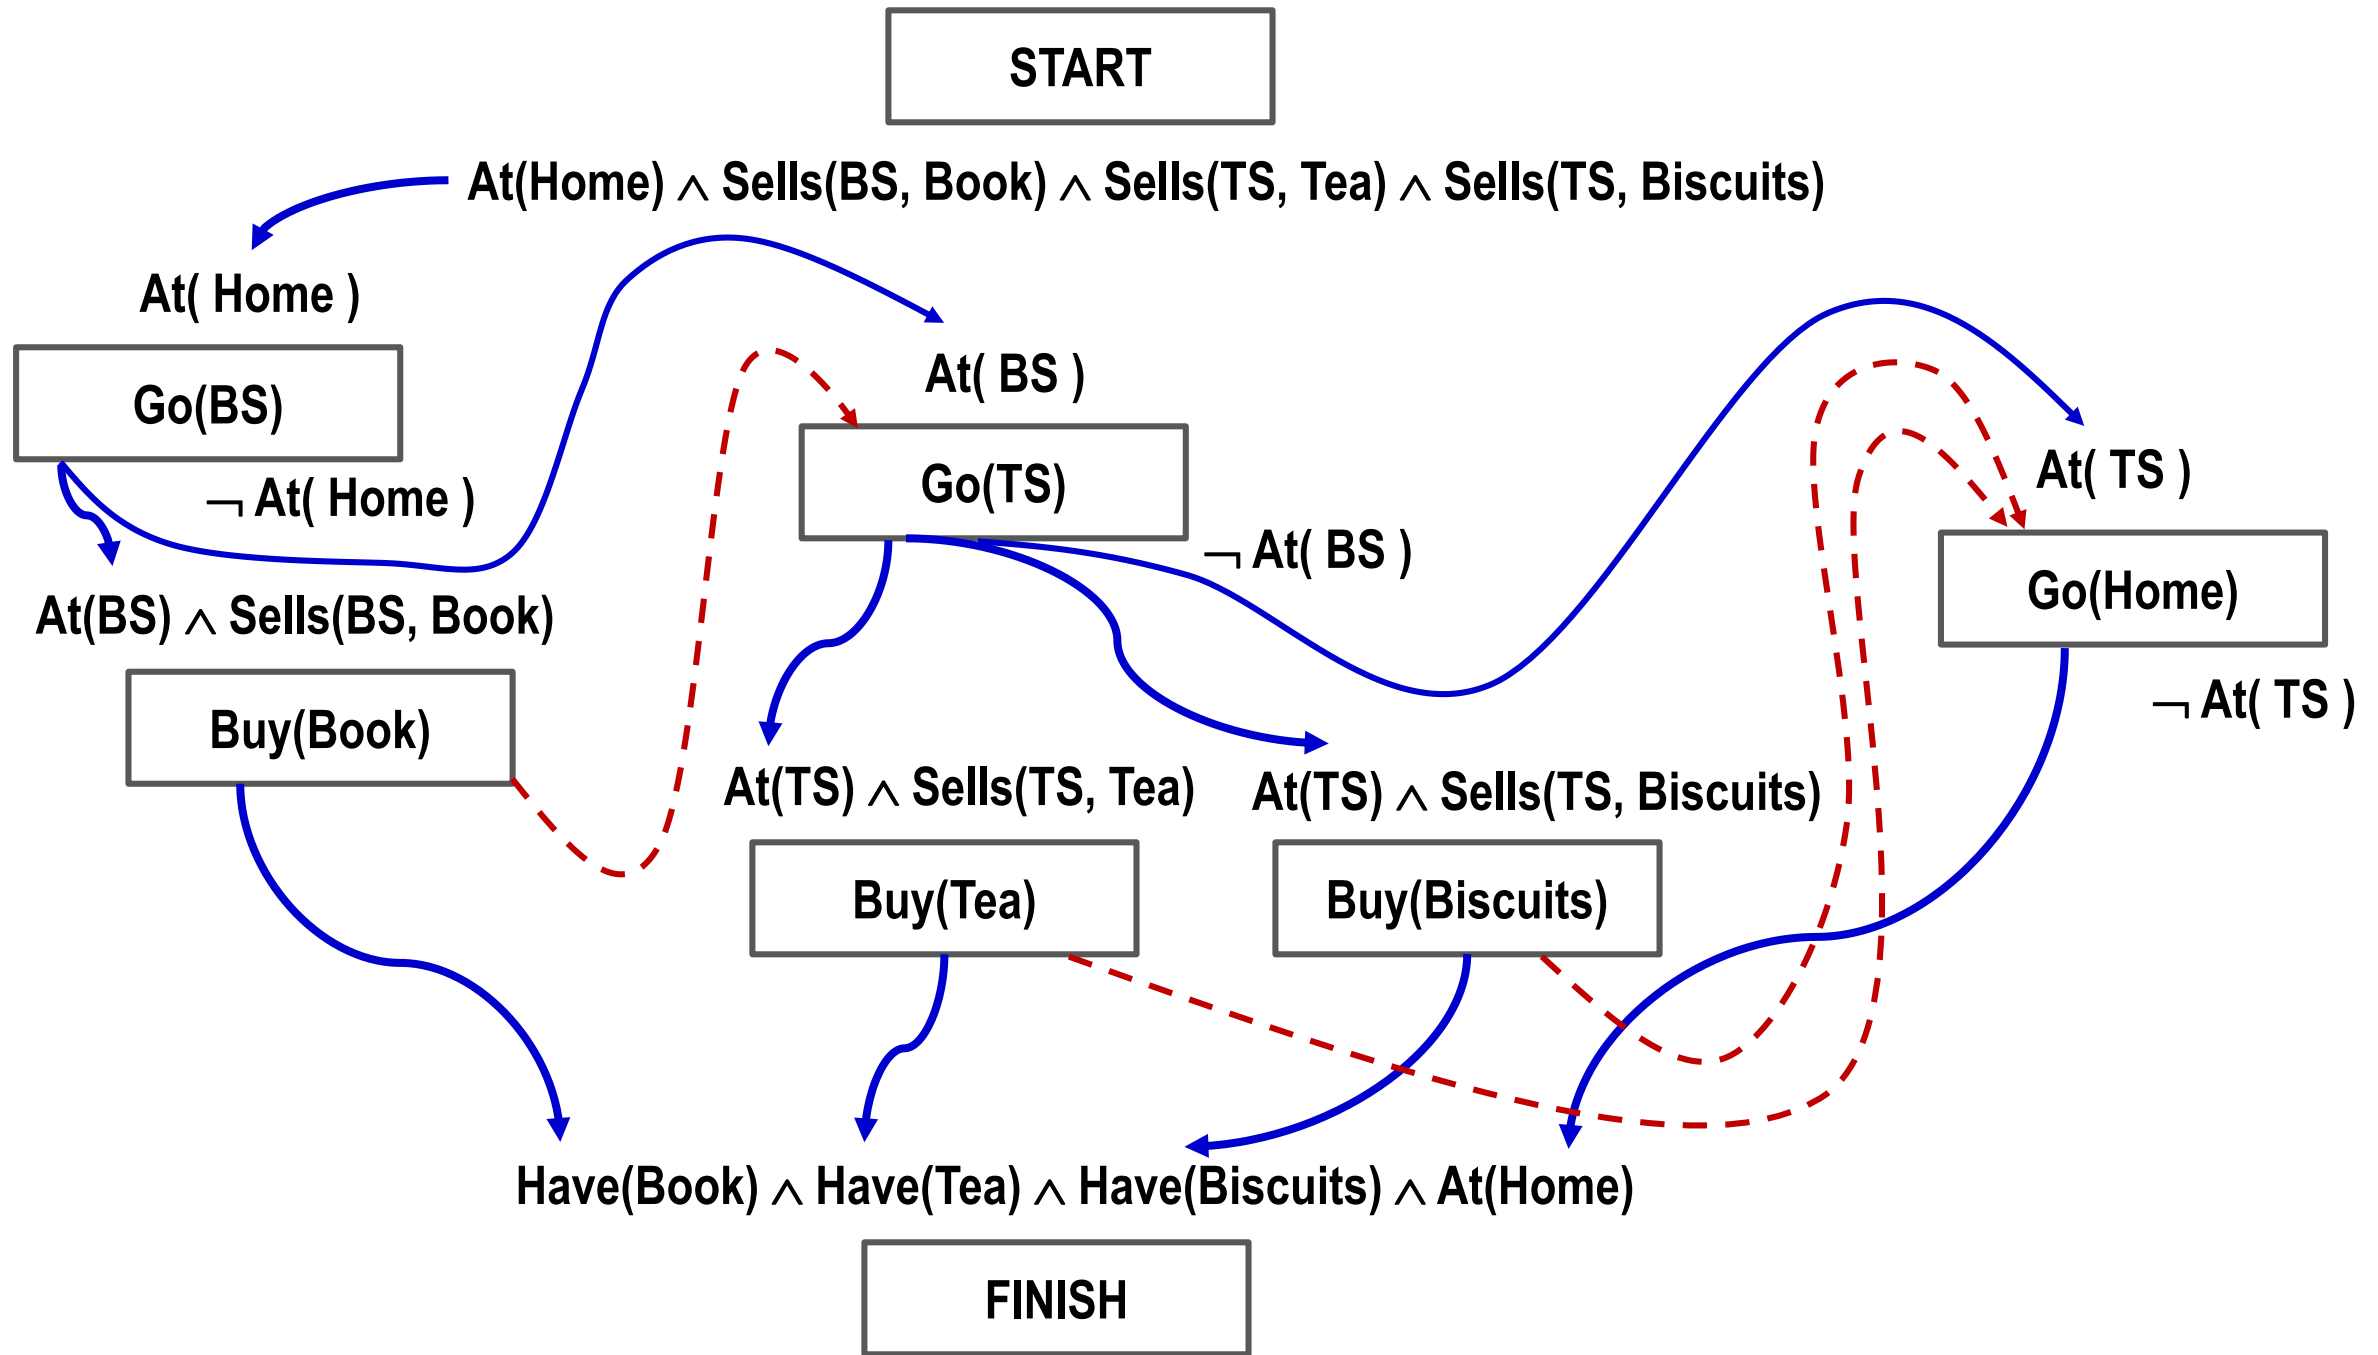 START
At(Home) ∧ Sells(BS, Book) ∧ Sells(TS, Tea) ∧ Sells(TS, Biscuits)
At( Home )
Go(BS)
¬ At( Home )
At( BS )
Go(TS)
¬ At( BS )
At( TS )
Go(Home)
¬ At( TS )
At(BS) ∧ Sells(BS, Book)
Buy(Book)
At(TS) ∧ Sells(TS, Tea)
Buy(Tea)
At(TS) ∧ Sells(TS, Biscuits)
Buy(Biscuits)
Have(Book) ∧ Have(Tea) ∧ Have(Biscuits) ∧ At(Home)
FINISH